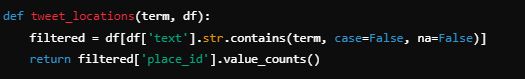 def tweet_locations(term, df):
    filtered = df[df['text'].str.contains(term, case=False, na=False)]
    return filtered['place_id'].value_counts()